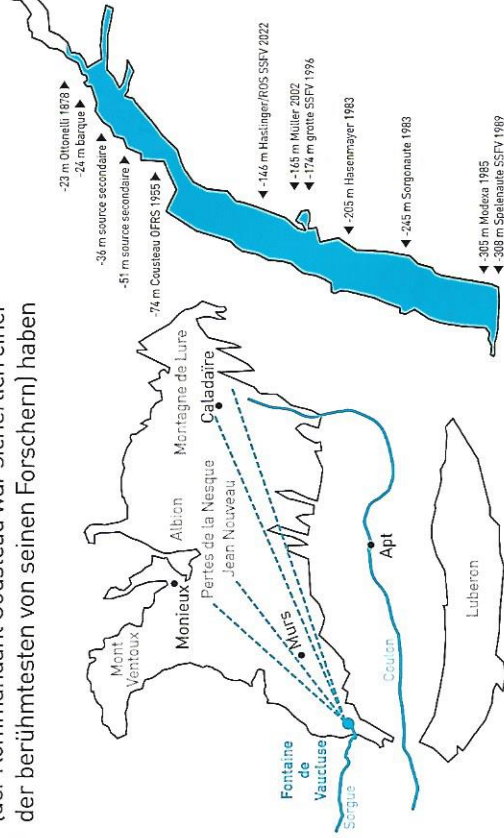 (der Kommandant Cousteau war sicherlich einer
der berühmtesten von seinen Forschern) haben
Mont
Ventoux
Monieux
Albion
Montagne de Lure
Caladaïre
Pertes de la Nesque
Jean Nouveau
Murs
Fontaine
de
Vaucluse
Sorgue
Apt
Coulon
Luberon
-23 m Ottonelli 1878
-24 m barque
-36 m source secondaire
-51 m source secondaire
-74 m Cousteau OFRS 1955
-146 m Haslinger/ROS SSFV 2022
-165 m Müller 2002
-174 m grotte SSFV 1996
-205 m Hasenmayer 1983
-245 m Sorgonaute 1983
-305 m Modexa 1985
-308 m Spelenaute SSFV 1989